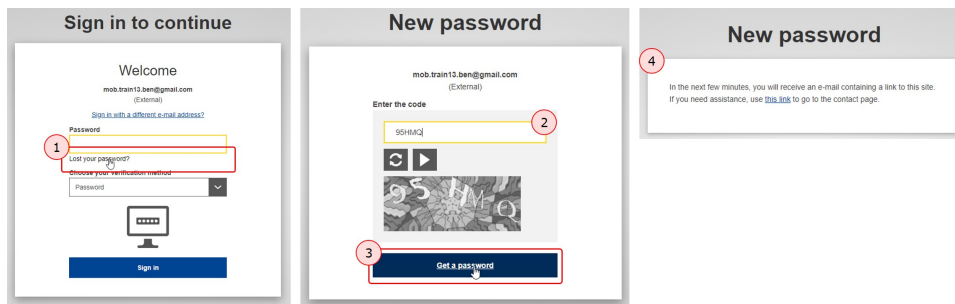 Sign in to continue
Welcome
mob.train13.ben@gmail.com
(External)
Sign in with a different e-mail address?
Password
1
Lost your password?
Choose your verification method
Password
Sign in
New password
mob.train13.ben@gmail.com
(External)
Enter the code
95HMQ
2
95 HM Q
3
Get a password
New password
4
In the next few minutes, you will receive an e-mail containing a link to this site.
If you need assistance, use this link to go to the contact page.